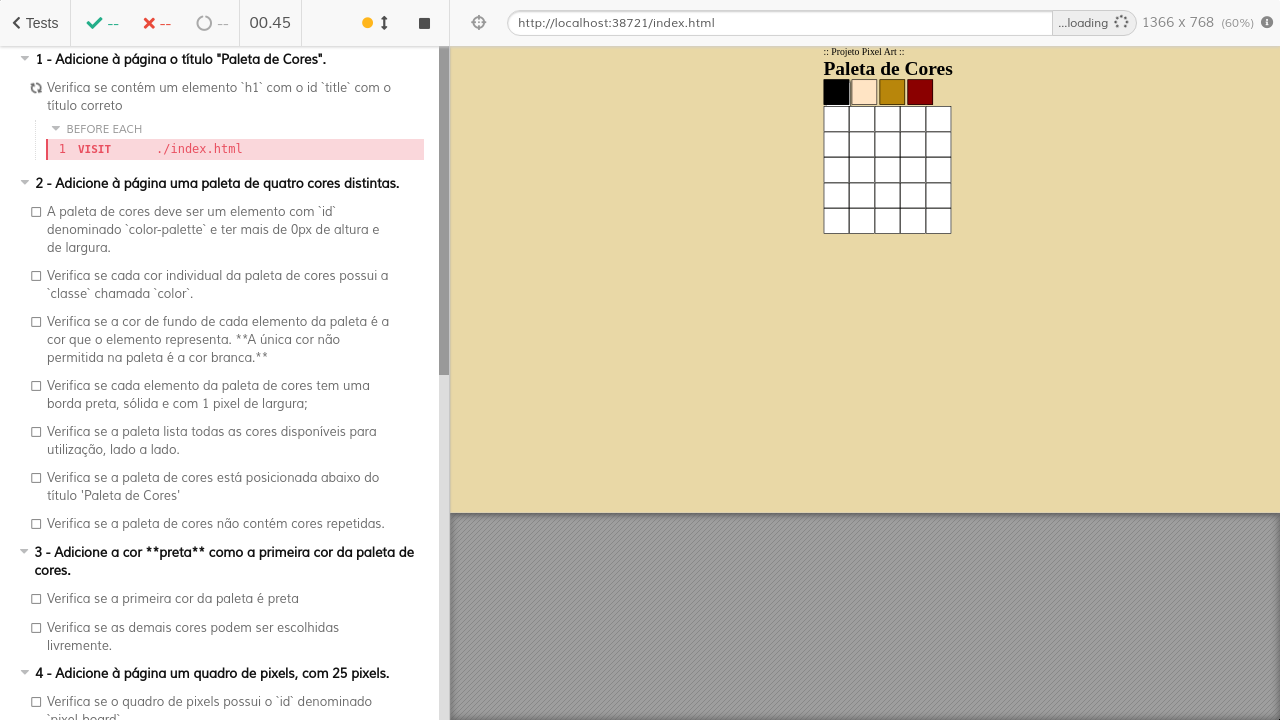 Tests -- -- -- 00.45
http://localhost:38721/index.html ...loading 1366 x 768 (60%)
1 - Adicione à página o título "Paleta de Cores".
Verifica se contém um elemento `h1` com o id `title` com o
título correto
BEFORE EACH
1 VISIT ./index.html
2 - Adicione à página uma paleta de quatro cores distintas.
A paleta de cores deve ser um elemento com `id`
denominado `color-palette` e ter mais de 0px de altura e
de largura.
Verifica se cada cor individual da paleta de cores possui a
`classe` chamada `color`.
Verifica se a cor de fundo de cada elemento da paleta é a
cor que o elemento representa. **A única cor não
permitida na paleta é a cor branca.**
Verifica se cada elemento da paleta de cores tem uma
borda preta, sólida e com 1 pixel de largura;
Verifica se a paleta lista todas as cores disponíveis para
utilização, lado a lado.
Verifica se a paleta de cores está posicionada abaixo do
título 'Paleta de Cores'
Verifica se a paleta de cores não contém cores repetidas.
3 - Adicione a cor **preta** como a primeira cor da paleta de
cores.
Verifica se a primeira cor da paleta é preta
Verifica se as demais cores podem ser escolhidas
livremente.
4 - Adicione à página um quadro de pixels, com 25 pixels.
Verifica se o quadro de pixels possui o `id` denominado
`pixel-board`.
:: Projeto Pixel Art ::
Paleta de Cores